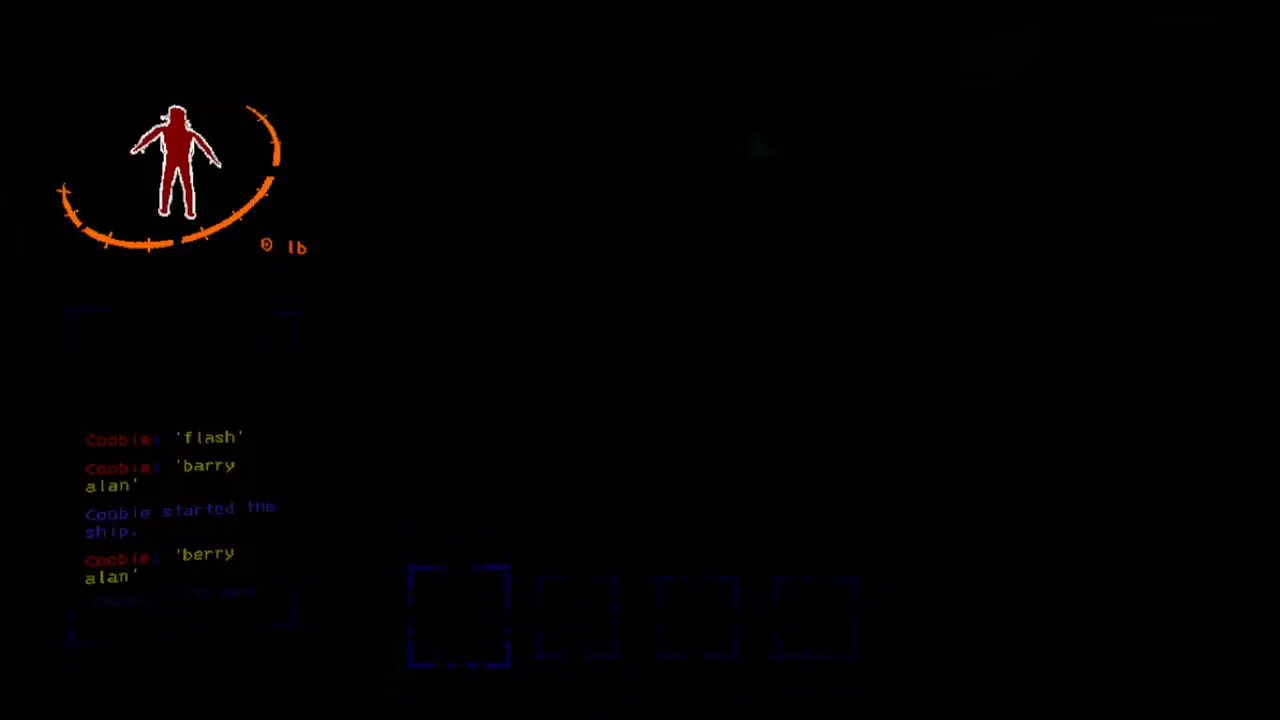 0 lb
Coobie: 'flash'
Coobie: 'barry
alan'
Coobie started the
ship.
Coobie: 'berry
alan'